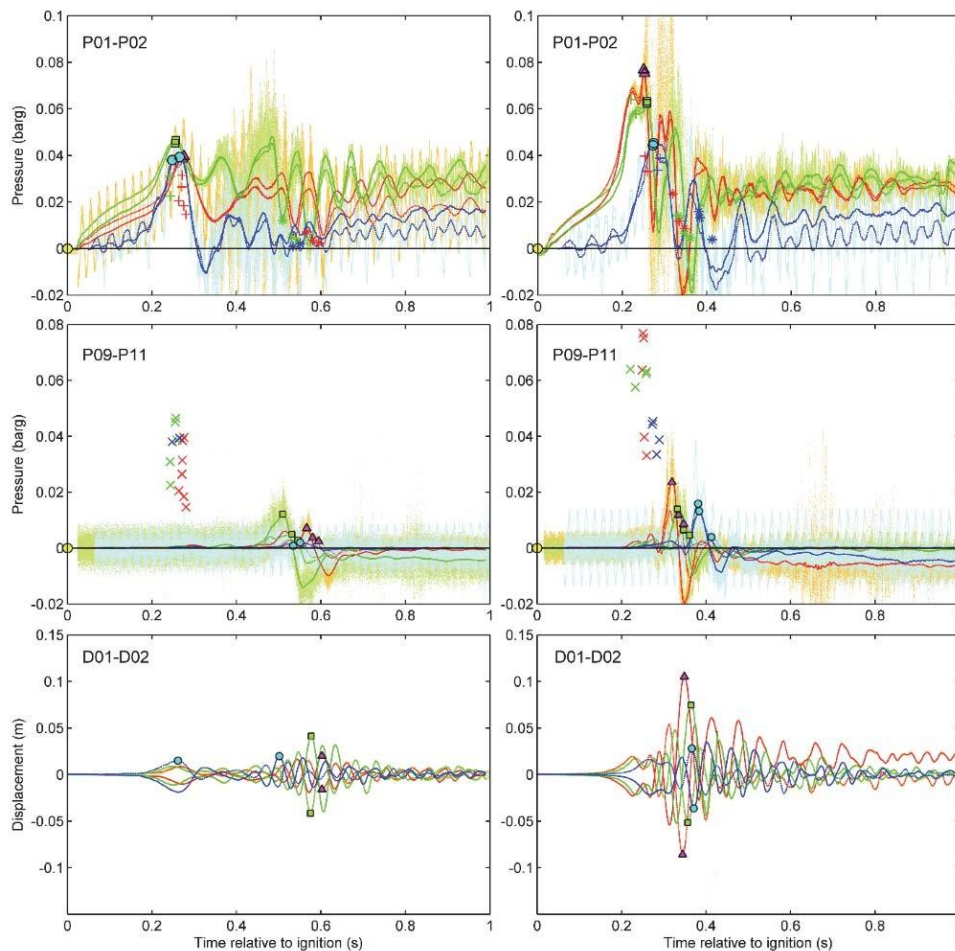 0.1
0.08
0.06
0.04
0.02
0
-0.02
Pressure (barg)
P01-P02
0 0.2 0.4 0.6 0.8 1
0.1
0.08
0.06
0.04
0.02
0
-0.02
P01-P02
0 0.2 0.4 0.6 0.8
0.08
0.06
0.04
0.02
0
-0.02
Pressure (barg)
P09-P11
0 0.2 0.4 0.6 0.8 1
0.08
0.06
0.04
0.02
0
-0.02
P09-P11
0 0.2 0.4 0.6 0.8
0.15
0.1
0.05
0
-0.05
-0.1
Displacement (m)
D01-D02
0 0.2 0.4 0.6 0.8 1
Time relative to ignition (s)
0.15
0.1
0.05
0
-0.05
-0.1
D01-D02
0 0.2 0.4 0.6 0.8
Time relative to ignition (s)